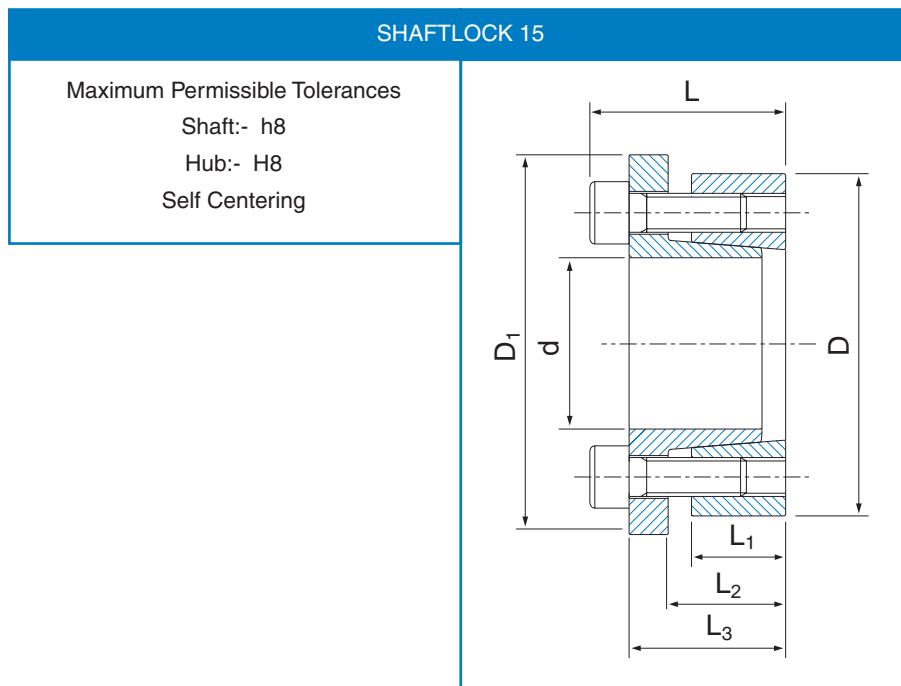 SHAFTLOCK 15
Maximum Permissible Tolerances
Shaft:- h8
Hub:- H8
Self Centering
L
D₁
d
D
L₁
L₂
L₃